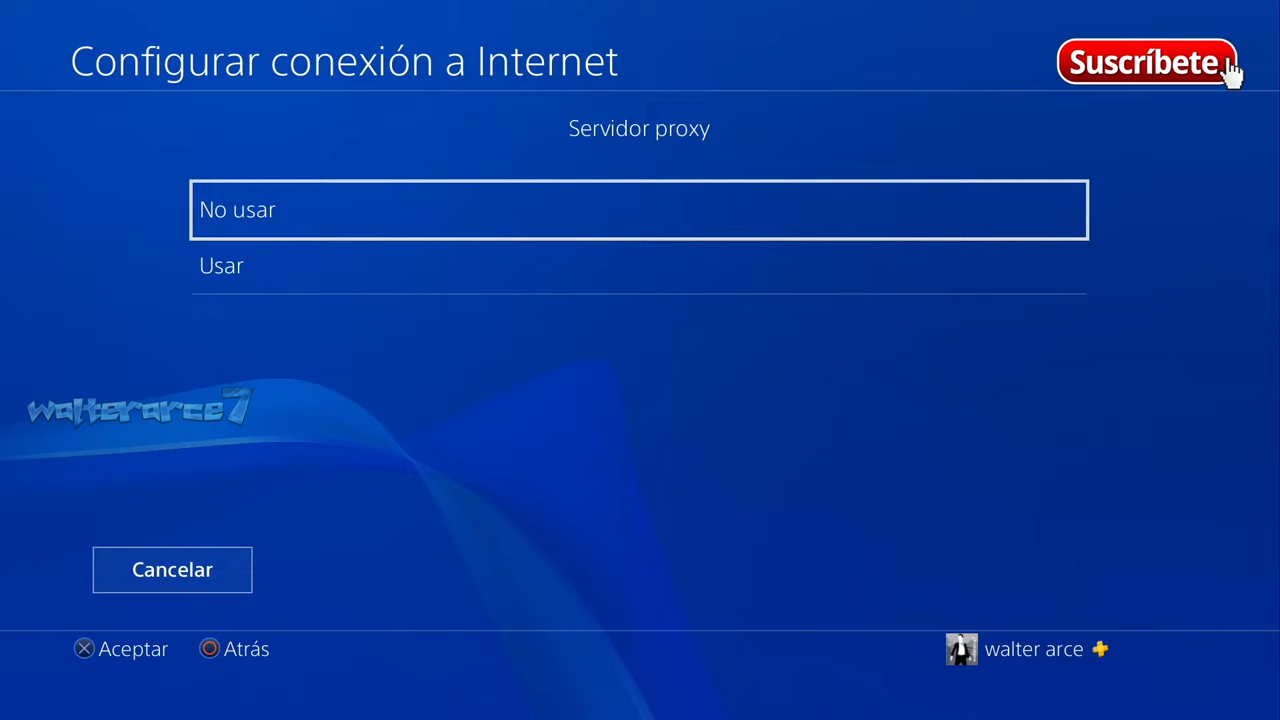 Configurar conexión a Internet
Suscríbete
Servidor proxy
No usar
Usar
walterarce7
Cancelar
Aceptar
Atrás
walter arce